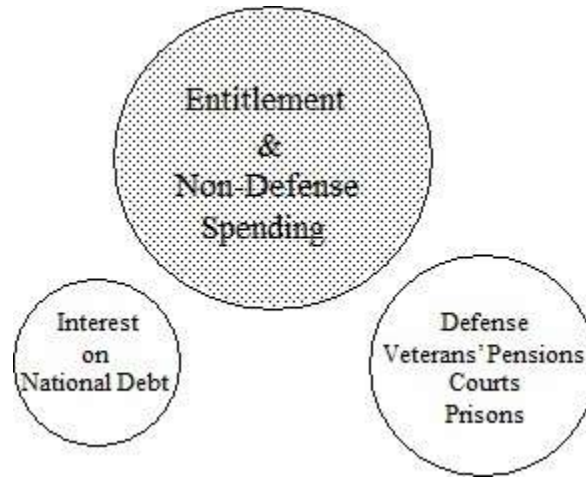 Entitlement
&
Non-Defense
Spending
Interest
on
National Debt
Defense
Veterans’ Pensions
Courts
Prisons